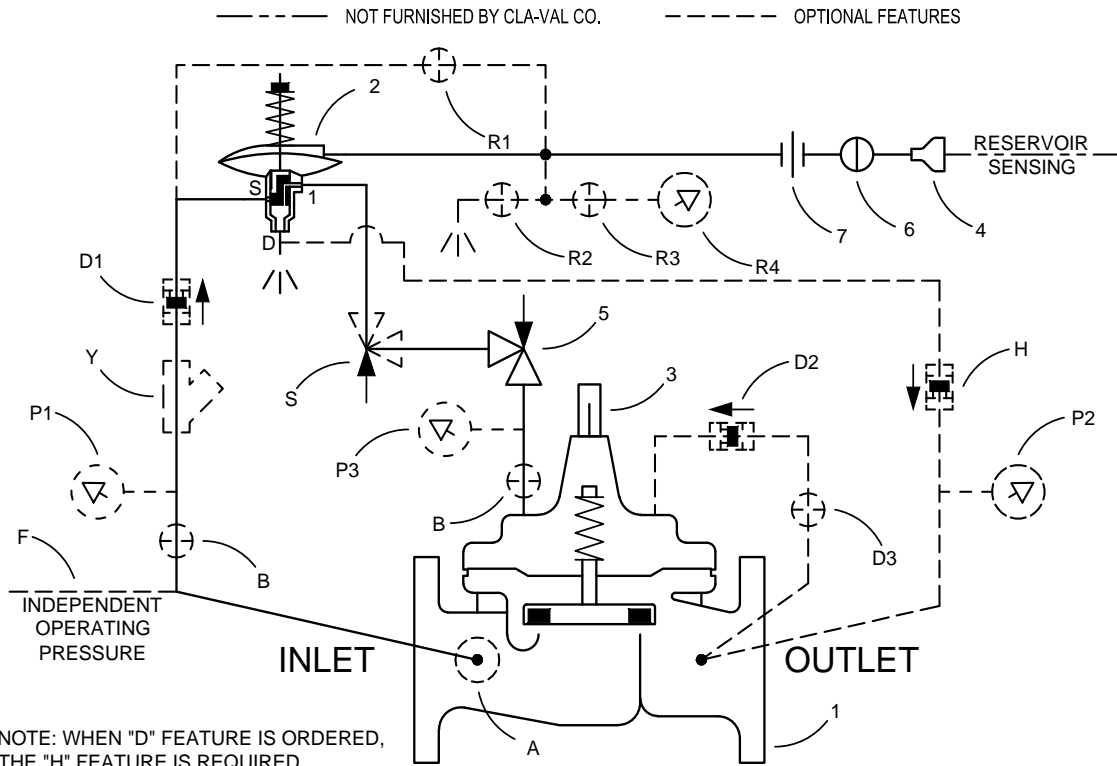 NOT FURNISHED BY CLA-VAL CO.
OPTIONAL FEATURES
2
R1
RESERVOIR
SENSING
S
1
D
7
6
4
R2
R3
R4
D1
5
Y
S
3
D2
H
P1
P3
P2
F
B
B
D3
INDEPENDENT
OPERATING
PRESSURE
INLET
OUTLET
A
1
NOTE: WHEN "D" FEATURE IS ORDERED,
THE "H" FEATURE IS REQUIRED